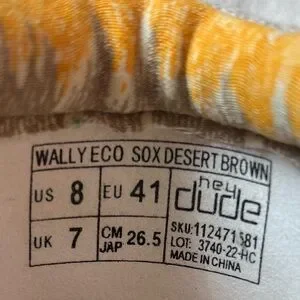 WALLY ECO SOX DESERT BROWN
US 8 EU 41
UK 7 CM JAP 26.5
hey dude
SKU: 112471581
LOT: 3740-22-HC
MADE IN CHINA